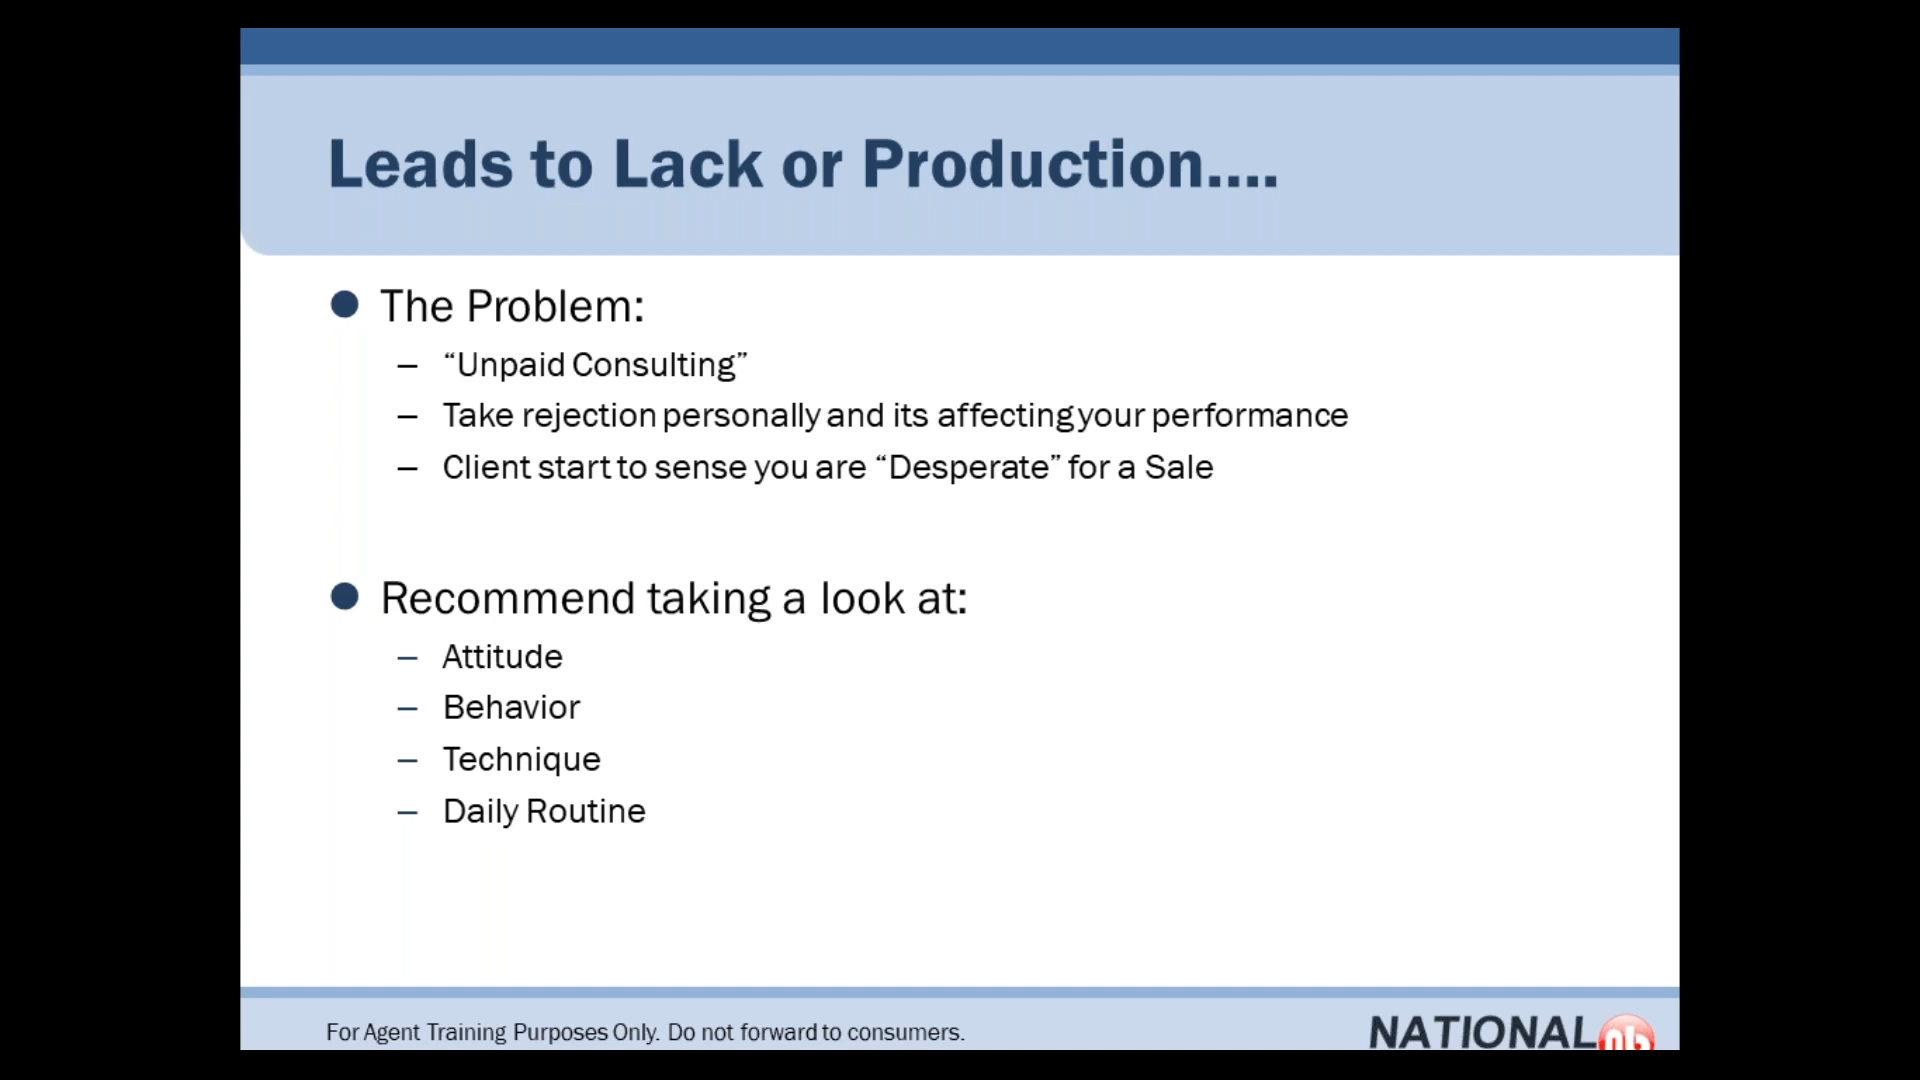 Leads to Lack or Production....
The Problem:
– “Unpaid Consulting”
– Take rejection personally and its affecting your performance
– Client start to sense you are “Desperate” for a Sale
Recommend taking a look at:
– Attitude
– Behavior
– Technique
– Daily Routine
For Agent Training Purposes Only. Do not forward to consumers.
NATIONAL nb